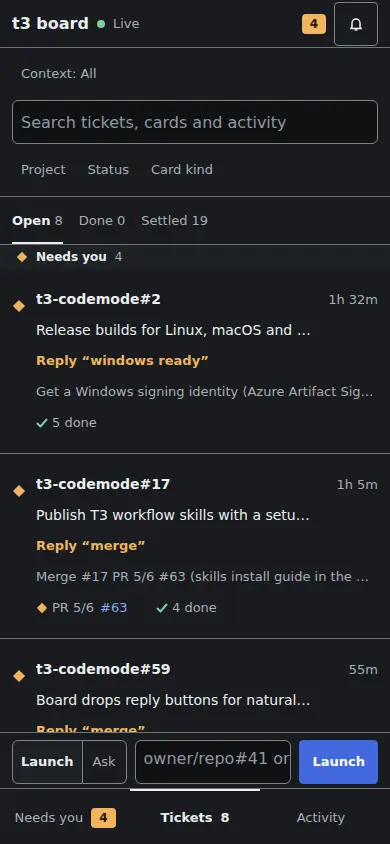 t3 board Live 4
Context: All
Search tickets, cards and activity
Project Status Card kind
Open 8 Done 0 Settled 19
Needs you 4
t3-codemode#2 1h 32m
Release builds for Linux, macOS and …
Reply “windows ready”
Get a Windows signing identity (Azure Artifact Sig…
5 done
t3-codemode#17 1h 5m
Publish T3 workflow skills with a setu…
Reply “merge”
Merge #17 PR 5/6 #63 (skills install guide in the …
PR 5/6 #63 4 done
t3-codemode#59 55m
Board drops reply buttons for natural…
Reply “merge”
Launch Ask owner/repo#41 or Launch
Needs you 4 Tickets 8 Activity